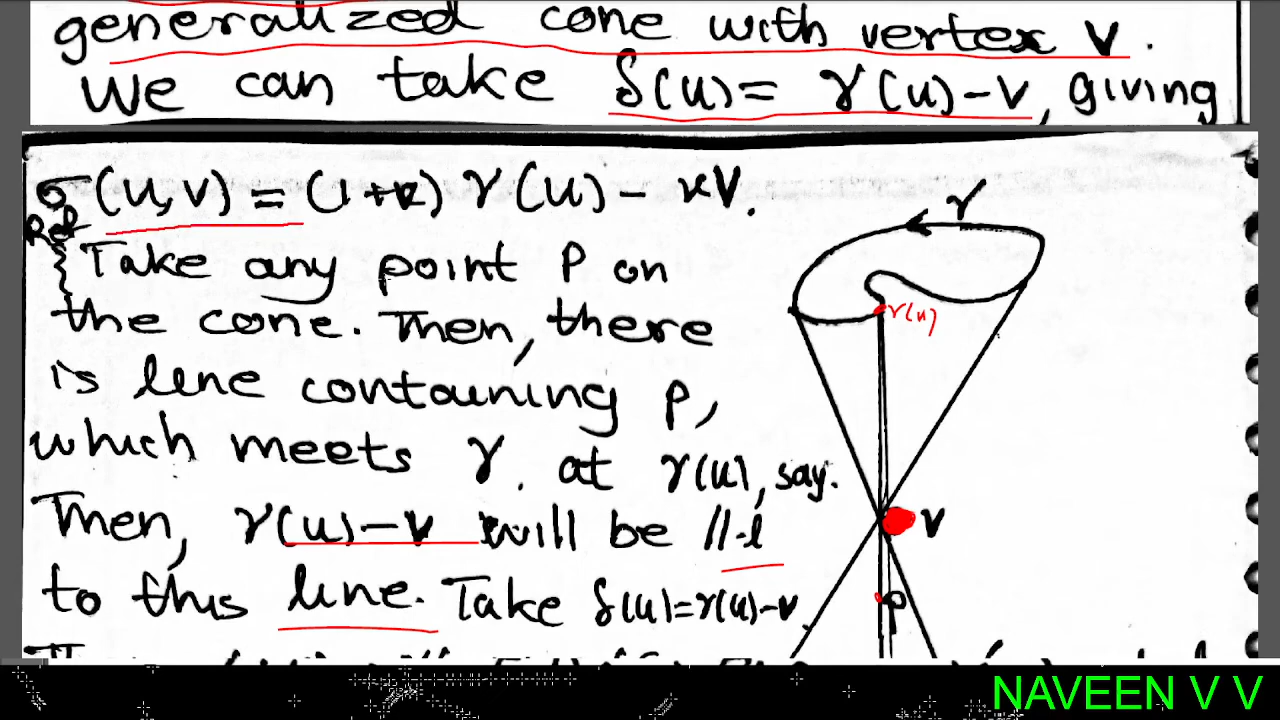 generalized cone with vertex v.
We can take δ(u) = γ(u) - v, giving
σ(u,v) = (1+v) γ(u) - vV.
Take any point P on
the cone. Then, there
is line containing P,
which meets γ at γ(u), say.
Then, γ(u) - v will be //-l
to this line. Take δ(u) = γ(u) - v.
γ
γ(u)
v
P
NAVEEN V V